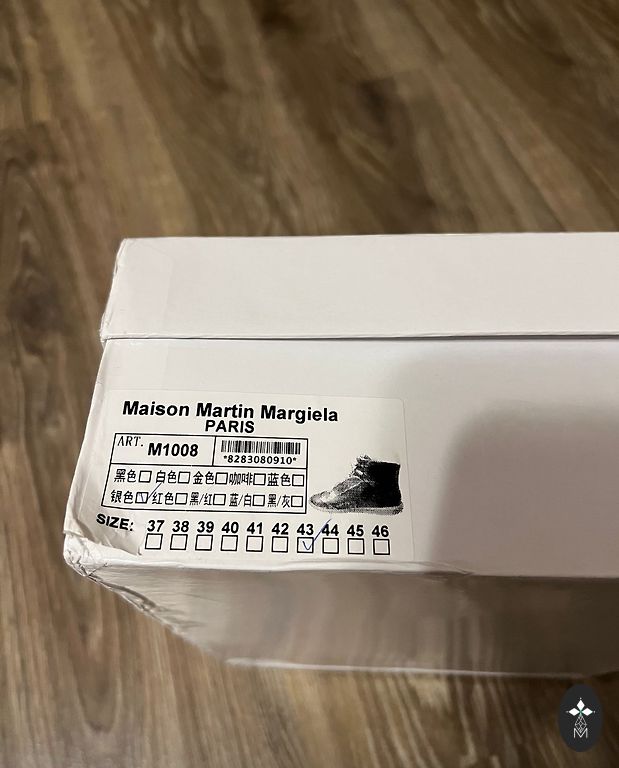 Maison Martin Margiela
PARIS
ART. M1008
*8283080910*
黑色□ 白色□ 金色□ 咖啡□ 蓝色□
银色□ 红色□ 黑/红□ 蓝/白□ 黑/灰□
SIZE: 37 38 39 40 41 42 43 44 45 46
M